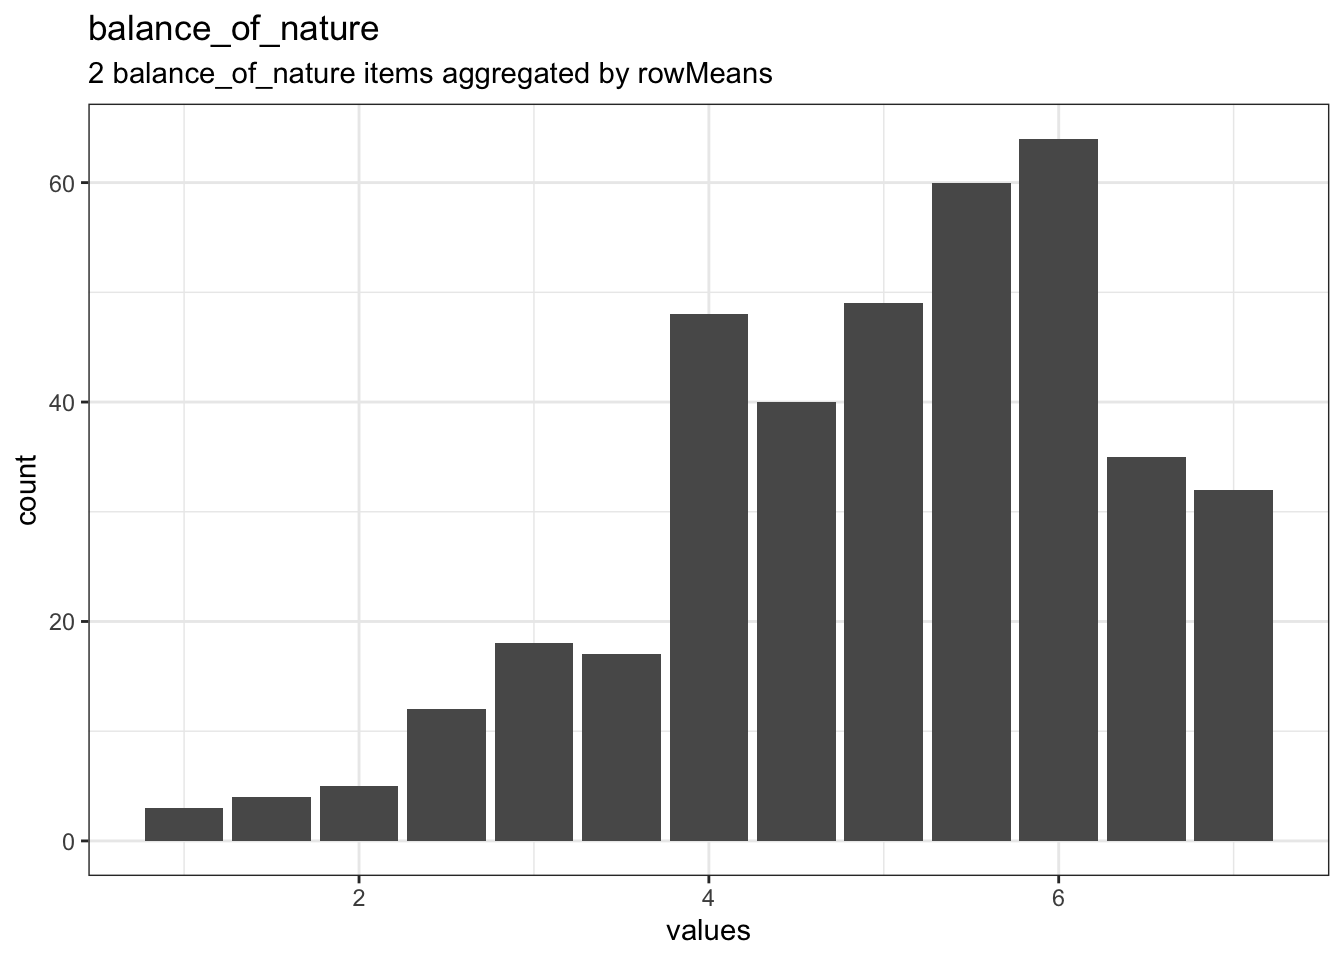 balance_of_nature
2 balance_of_nature items aggregated by rowMeans
60
40
20
0
count
2 4 6
values